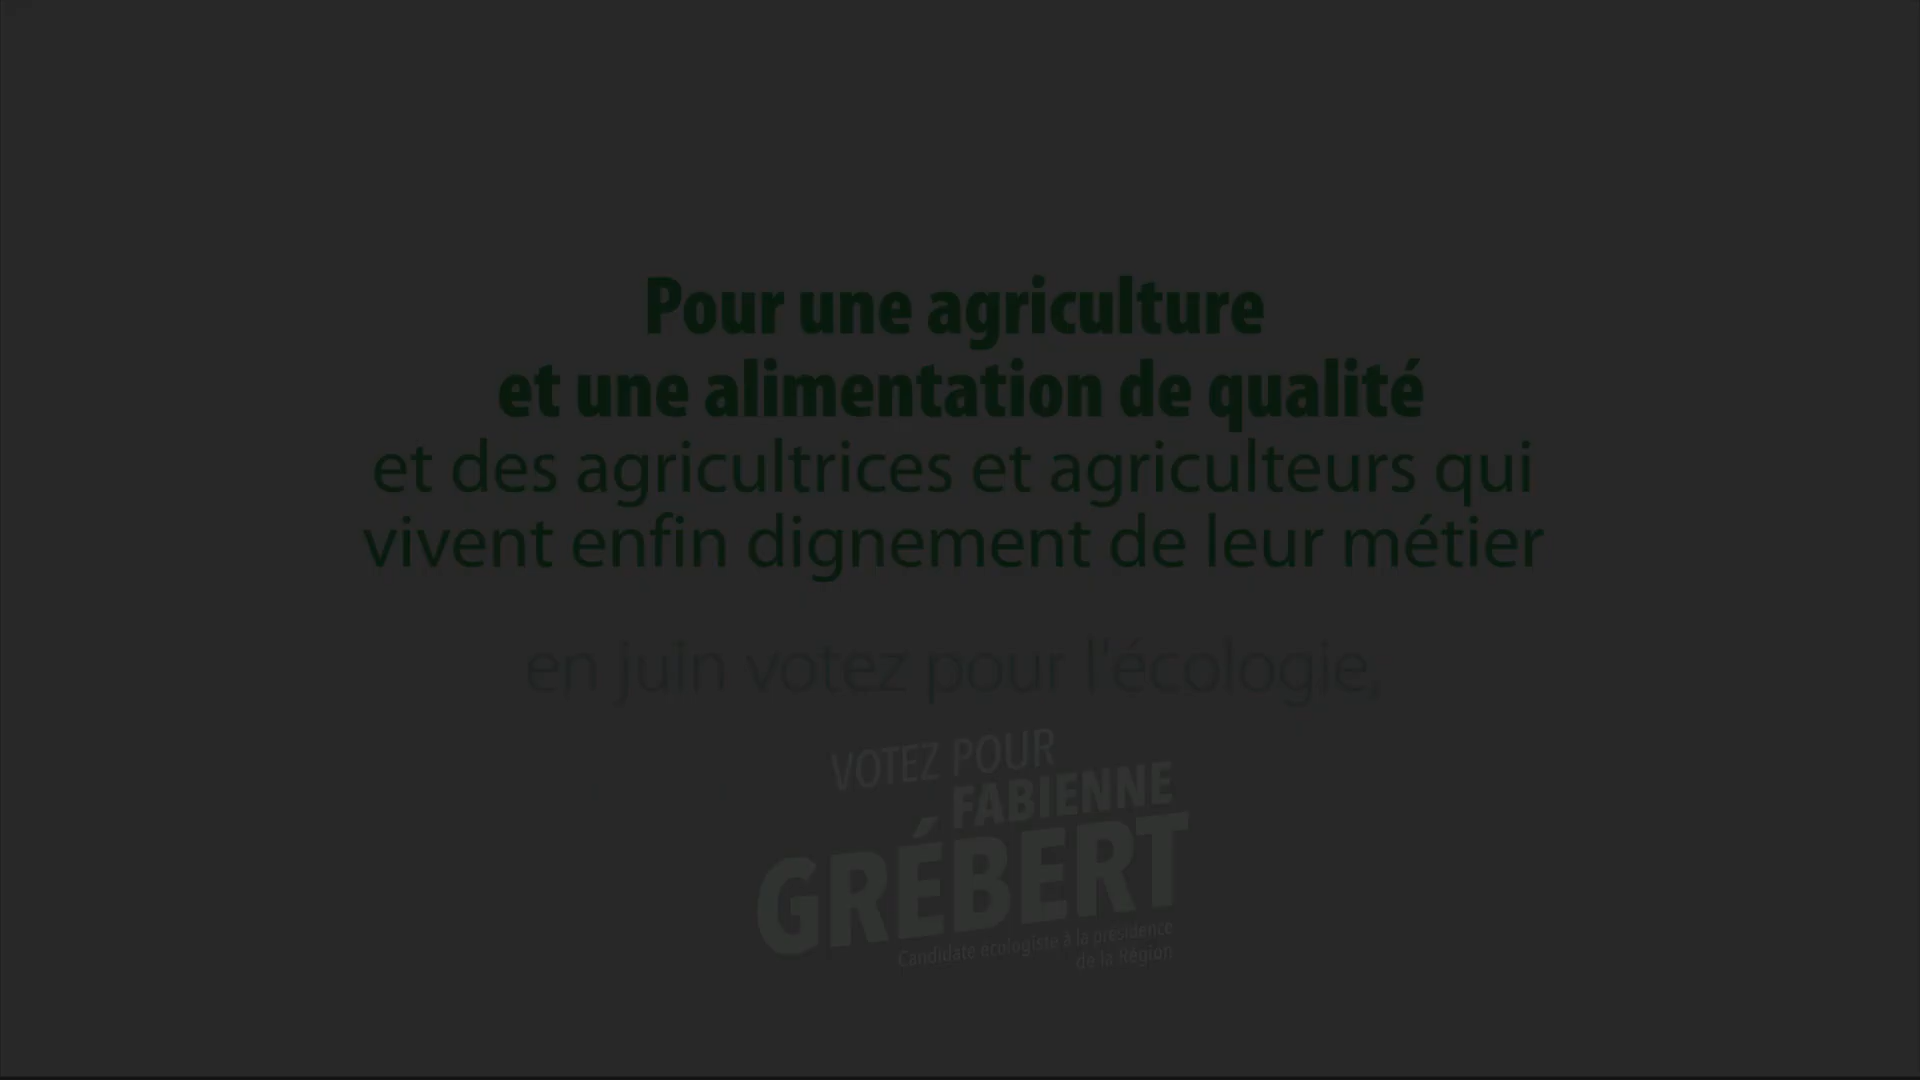 Pour une agriculture
et une alimentation de qualité
et des agricultrices et agriculteurs qui
vivent enfin dignement de leur métier
en juin votez pour l'écologie,
VOTEZ POUR
FABIENNE
GRÉBERT
Candidate écologiste à la présidence
de la Région